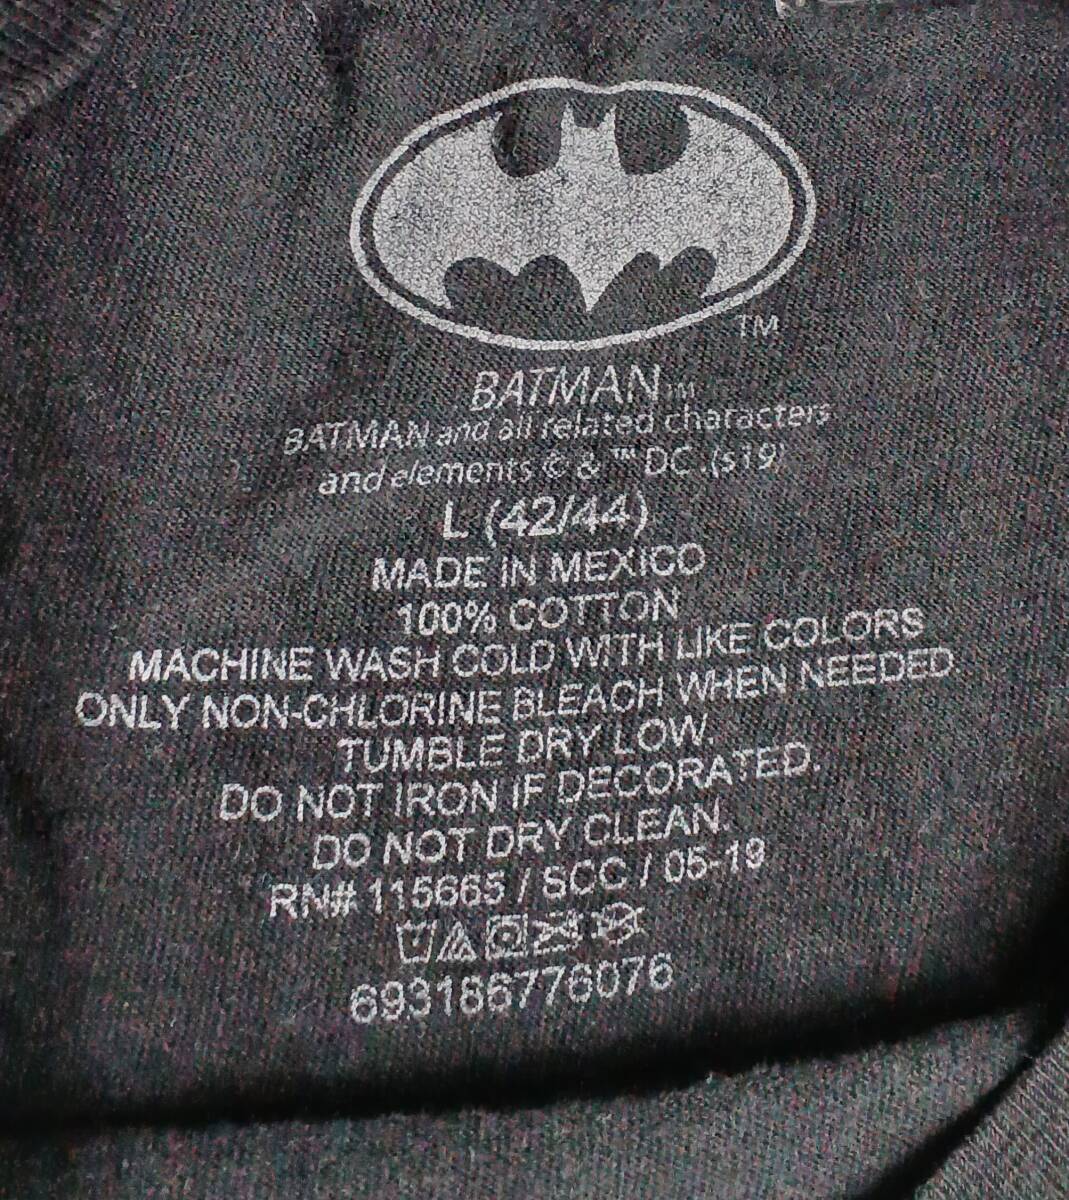 TM
BATMAN TM
BATMAN and all related characters
and elements © & ™ DC. (s19)
L (42/44)
MADE IN MEXICO
100% COTTON
MACHINE WASH COLD WITH LIKE COLORS
ONLY NON-CHLORINE BLEACH WHEN NEEDED
TUMBLE DRY LOW.
DO NOT IRON IF DECORATED.
DO NOT DRY CLEAN.
RN# 115665 / SCC / 05-19
693186776076